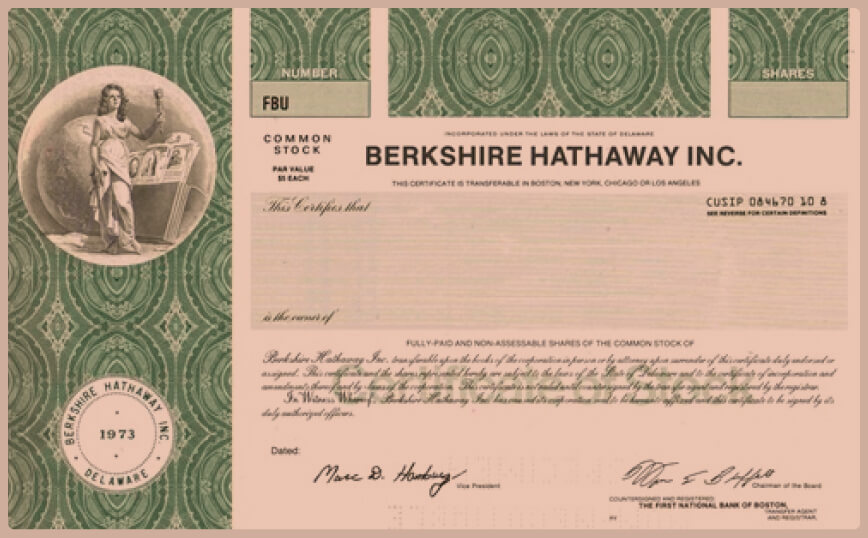 NUMBER
SHARES
FBU
COMMON
STOCK
PAR VALUE
$5 EACH
INCORPORATED UNDER THE LAWS OF THE STATE OF DELAWARE
BERKSHIRE HATHAWAY INC.
THIS CERTIFICATE IS TRANSFERABLE IN BOSTON, NEW YORK, CHICAGO OR LOS ANGELES
This Certifies that
CUSIP 084670 10 8
SEE REVERSE FOR CERTAIN DEFINITIONS
is the owner of
FULLY-PAID AND NON-ASSESSABLE SHARES OF THE COMMON STOCK OF
Berkshire Hathaway Inc. transferable upon the books of the corporation in person or by attorney upon surrender of this certificate duly endorsed or
assigned. This certificate and the shares represented hereby are subject to the laws of the State of Delaware and to the certificate of incorporation and
amendments thereof and by-laws of the corporation. This certificate is not valid until countersigned by the transfer agent and registered by the registrar.
In Witness Whereof, Berkshire Hathaway Inc. has caused its corporate seal to be hereunto affixed and this certificate to be signed by its
duly authorized officers.
BERKSHIRE HATHAWAY INC.
1973
DELAWARE
Dated:
Marc D. Hamburg
Vice President
Chairman of the Board
COUNTERSIGNED AND REGISTERED:
THE FIRST NATIONAL BANK OF BOSTON,
TRANSFER AGENT
AND REGISTRAR,
BY